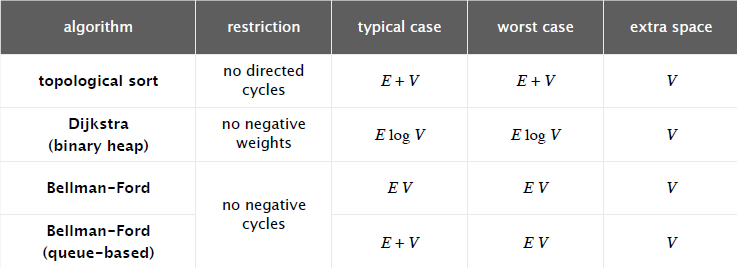 algorithm restriction typical case worst case extra space
topological sort no directed cycles E + V E + V V
Dijkstra (binary heap) no negative weights E log V E log V V
Bellman-Ford no negative cycles E V E V V
Bellman-Ford (queue-based) E + V E V V